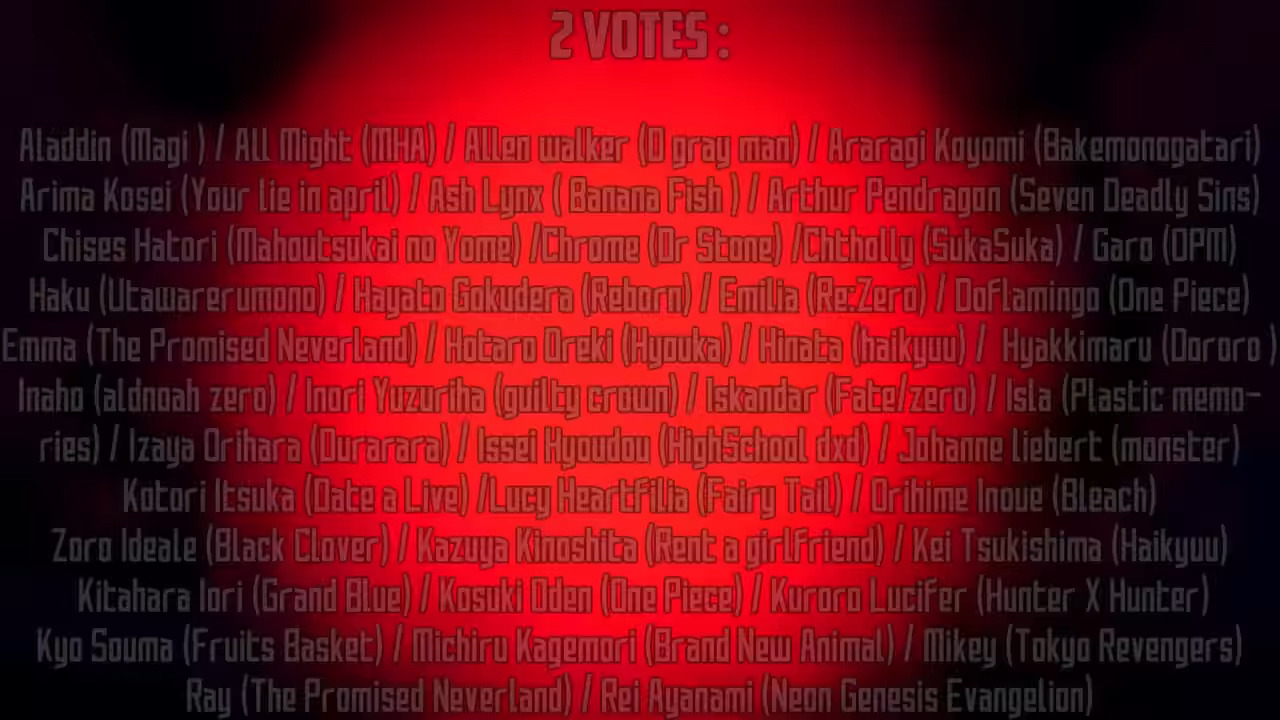 2 VOTES :
Aladdin (Magi ) / All Might (MHA) / Allen walker (D gray man) / Araragi Koyomi (Bakemonogatari)
Arima Kosei (Your lie in april) / Ash Lynx ( Banana Fish ) / Arthur Pendragon (Seven Deadly Sins)
Chises Hatori (Mahoutsukai no Yome) /Chrome (Dr Stone) /Chtholly (SukaSuka) / Garo (OPM)
Haku (Utawarerumono) / Hayato Gokudera (Reborn) / Emilia (Re:Zero) / Doflamingo (One Piece)
Emma (The Promised Neverland) / Hotaro Oreki (Hyouka) / Hinata (haikyuu) / Hyakkimaru (Dororo )
Inaho (aldnoah zero) / Inori Yuzuriha (guilty crown) / Iskandar (Fate/zero) / Isla (Plastic memo-
ries) / Izaya Orihara (Durarara) / Issei Hyoudou (HighSchool dxd) / Johanne liebert (monster)
Kotori Itsuka (Date a Live) /Lucy Heartfilia (Fairy Tail) / Orihime Inoue (Bleach)
Zoro Ideale (Black Clover) / Kazuya Kinoshita (Rent a girlfriend) / Kei Tsukishima (Haikyuu)
Kitahara Iori (Grand Blue) / Kosuki Oden (One Piece) / Kuroro Lucifer (Hunter X Hunter)
Kyo Souma (Fruits Basket) / Michiru Kagemori (Brand New Animal) / Mikey (Tokyo Revengers)
Ray (The Promised Neverland) / Rei Ayanami (Neon Genesis Evangelion)